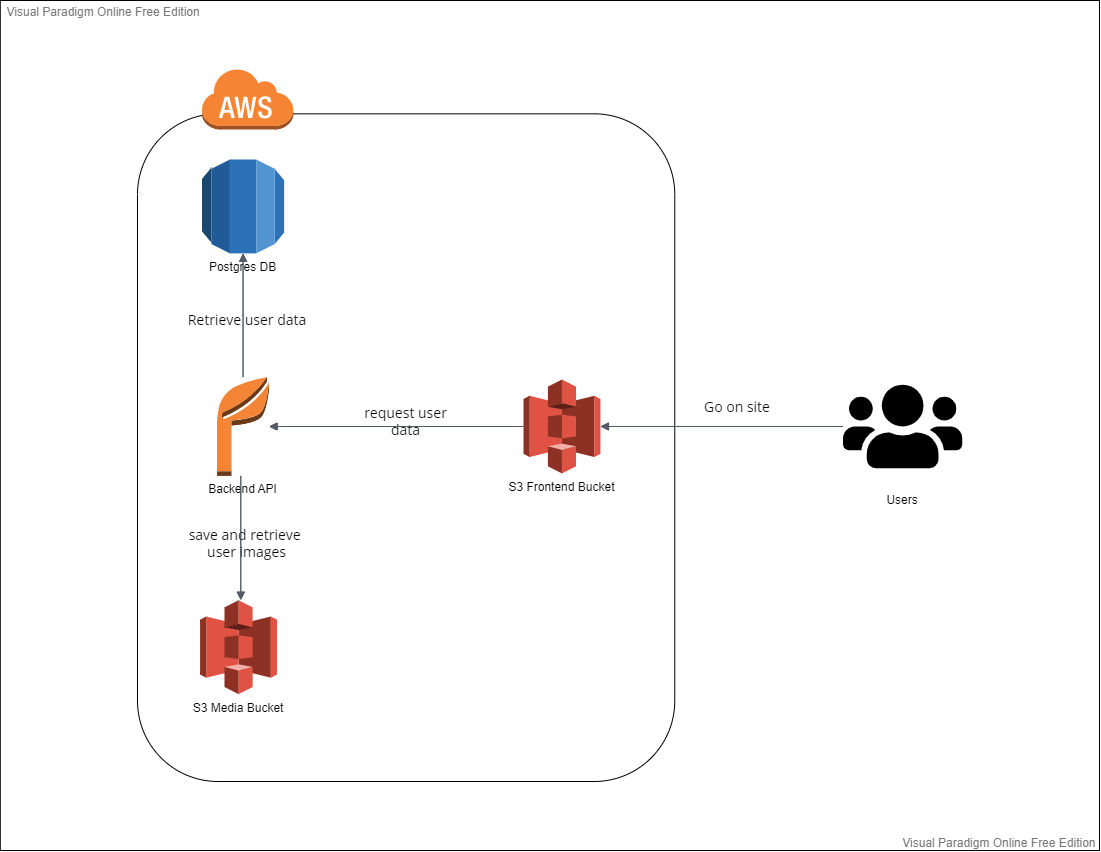 Visual Paradigm Online Free Edition
AWS
Postgres DB
Retrieve user data
request user
data
Go on site
Backend API
S3 Frontend Bucket
Users
save and retrieve
user images
S3 Media Bucket
Visual Paradigm Online Free Edition